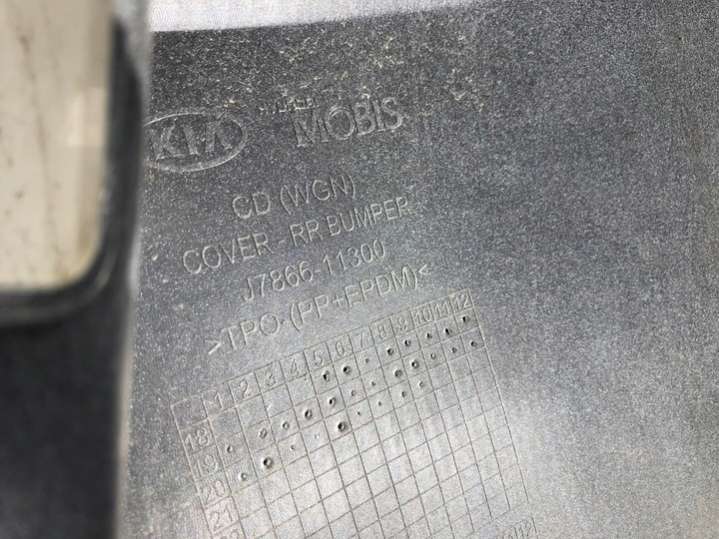 KIA MOBIS
CD (WGN)
COVER - RR BUMPER
J7866-11300
>TPO-(PP+EPDM)<
1 2 3 4 5 6 7 8 9 10 11 12
18
19
20
21